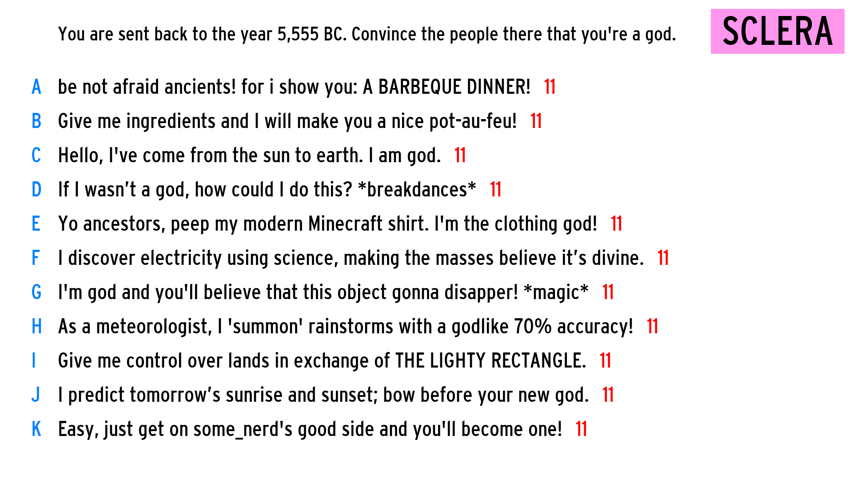 You are sent back to the year 5,555 BC. Convince the people there that you're a god.
SCLERA
A be not afraid ancients! for i show you: A BARBEQUE DINNER! 11
B Give me ingredients and I will make you a nice pot-au-feu! 11
C Hello, I've come from the sun to earth. I am god. 11
D If I wasn’t a god, how could I do this? *breakdances* 11
E Yo ancestors, peep my modern Minecraft shirt. I'm the clothing god! 11
F I discover electricity using science, making the masses believe it’s divine. 11
G I'm god and you'll believe that this object gonna disapper! *magic* 11
H As a meteorologist, I 'summon' rainstorms with a godlike 70% accuracy! 11
I Give me control over lands in exchange of THE LIGHTY RECTANGLE. 11
J I predict tomorrow’s sunrise and sunset; bow before your new god. 11
K Easy, just get on some_nerd's good side and you'll become one! 11